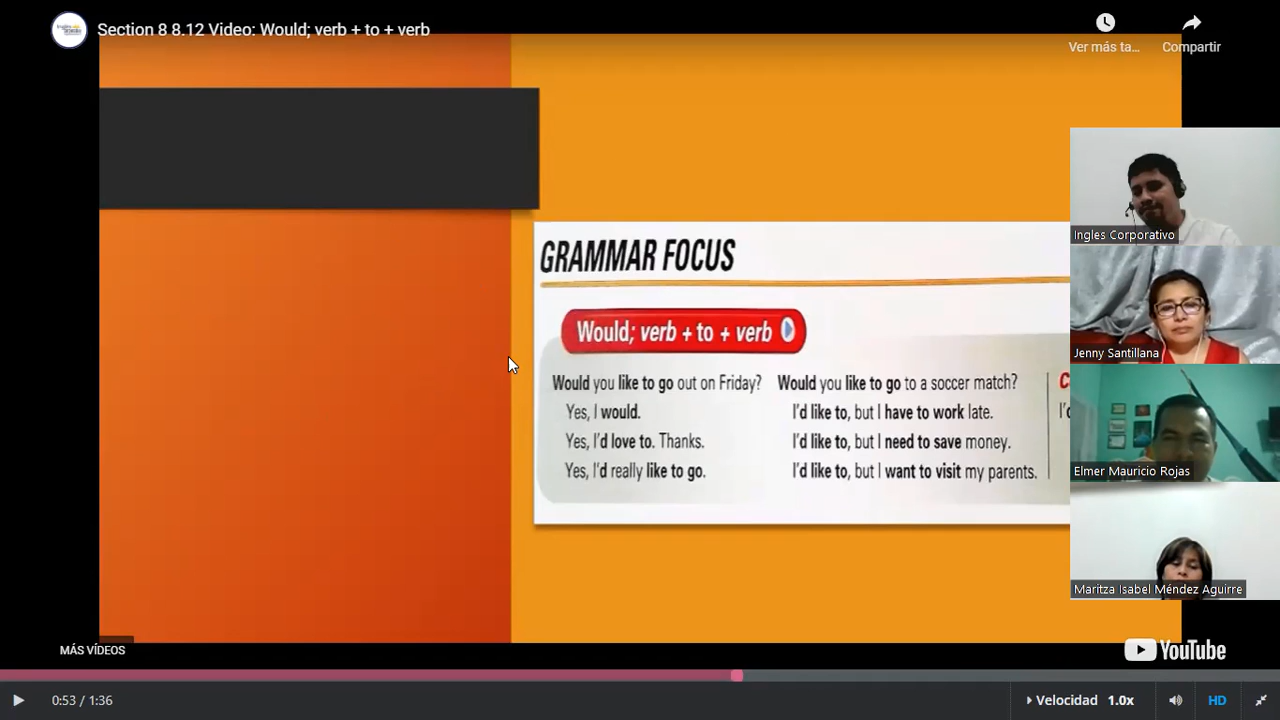 Section 8 8.12 Video: Would; verb + to + verb
Ver más ta...
Compartir
GRAMMAR FOCUS
Would; verb + to + verb
Would you like to go out on Friday?
Yes, I would.
Yes, I'd love to. Thanks.
Yes, I'd really like to go.
Would you like to go to a soccer match?
I'd like to, but I have to work late.
I'd like to, but I need to save money.
I'd like to, but I want to visit my parents.
Ingles Corporativo
Jenny Santillana
Elmer Mauricio Rojas
Maritza Isabel Méndez Aguirre
MÁS VÍDEOS
YouTube
0:53 / 1:36
Velocidad 1.0x
HD